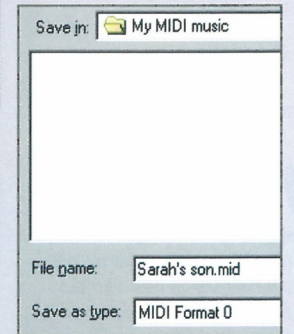 Save in: My MIDI music
File name: Sarah's son.mid
Save as type: MIDI Format 0